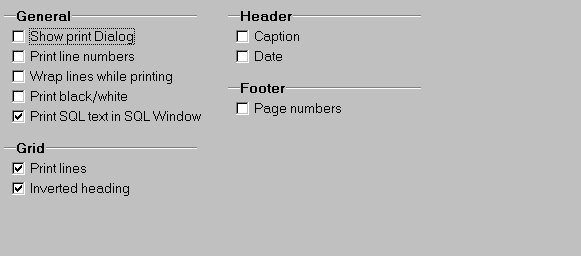 General
Show print Dialog
Print line numbers
Wrap lines while printing
Print black/white
Print SQL text in SQL Window
Grid
Print lines
Inverted heading
Header
Caption
Date
Footer
Page numbers